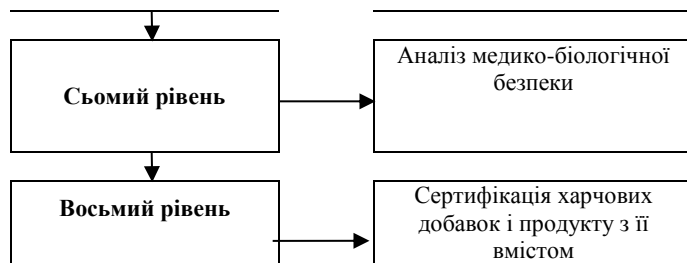 Сьомий рівень
Аналіз медико-біологічної
безпеки
Восьмий рівень
Сертифікація харчових
добавок і продукту з її
вмістом